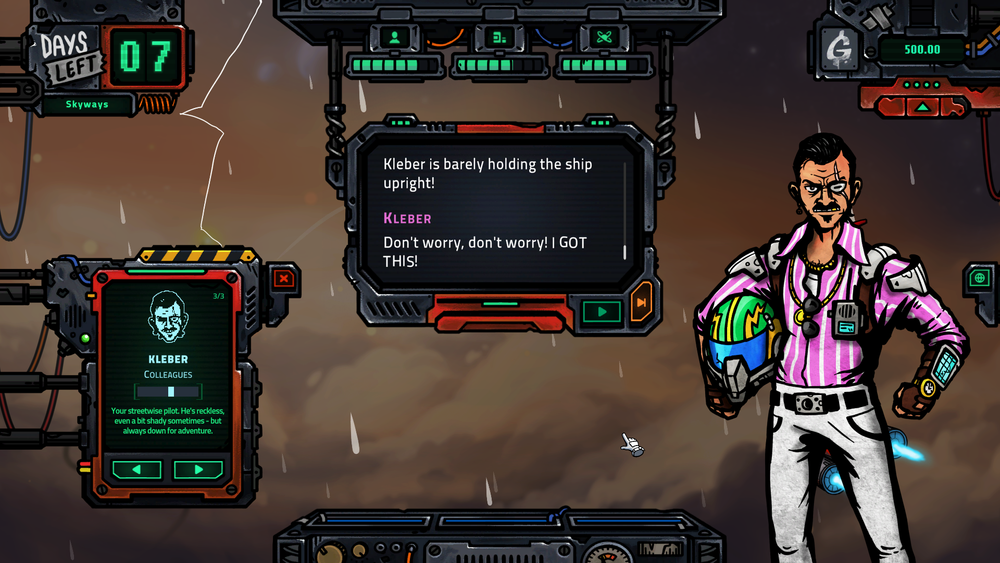 DAYS
LEFT
07
Skyways
500.00
Kleber is barely holding the ship
upright!
KLEBER
Don't worry, don't worry! I GOT
THIS!
3/3
KLEBER
COLLEAGUES
Your streetwise pilot. He's reckless,
even a bit shady sometimes - but
always down for adventure.